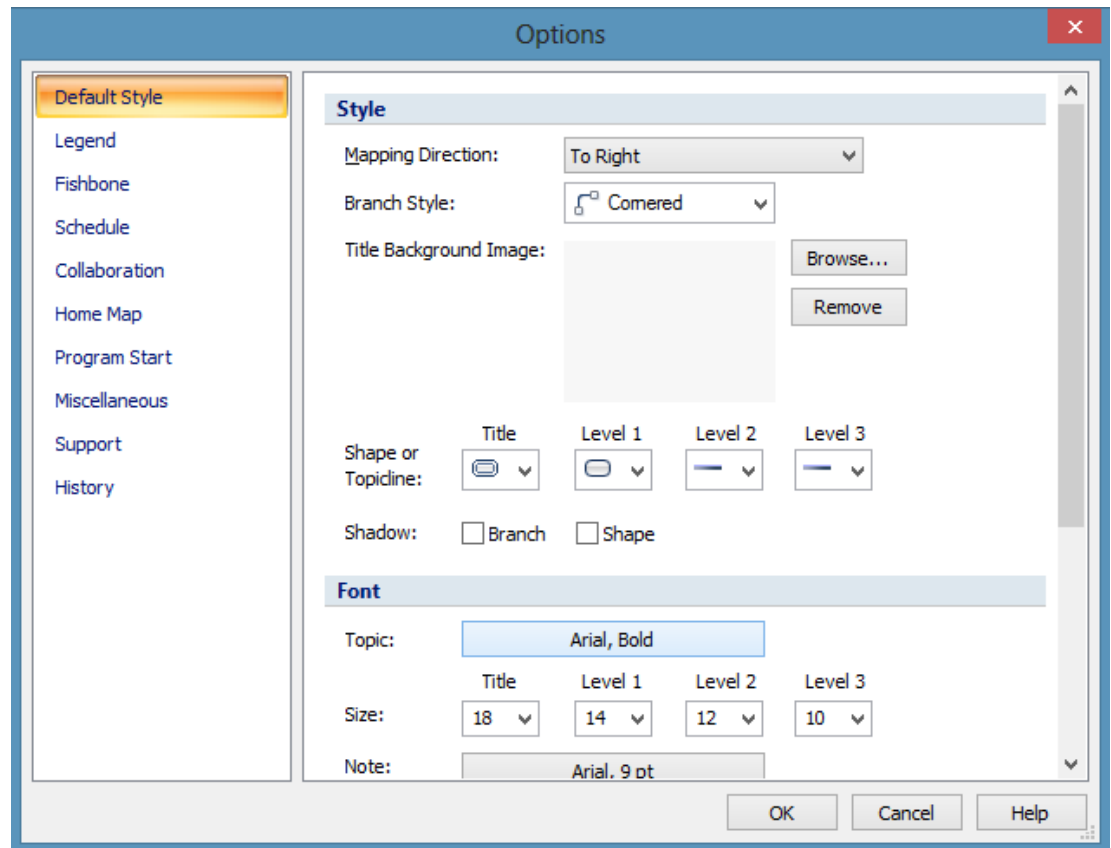 Options
Default Style
Legend
Fishbone
Schedule
Collaboration
Home Map
Program Start
Miscellaneous
Support
History
Style
Mapping Direction: To Right
Branch Style: Cornered
Title Background Image: Browse...
Remove
Title Level 1 Level 2 Level 3
Shape or
Topicline:
Shadow: Branch Shape
Font
Topic: Arial, Bold
Title Level 1 Level 2 Level 3
Size: 18 14 12 10
Note: Arial, 9 pt
OK Cancel Help